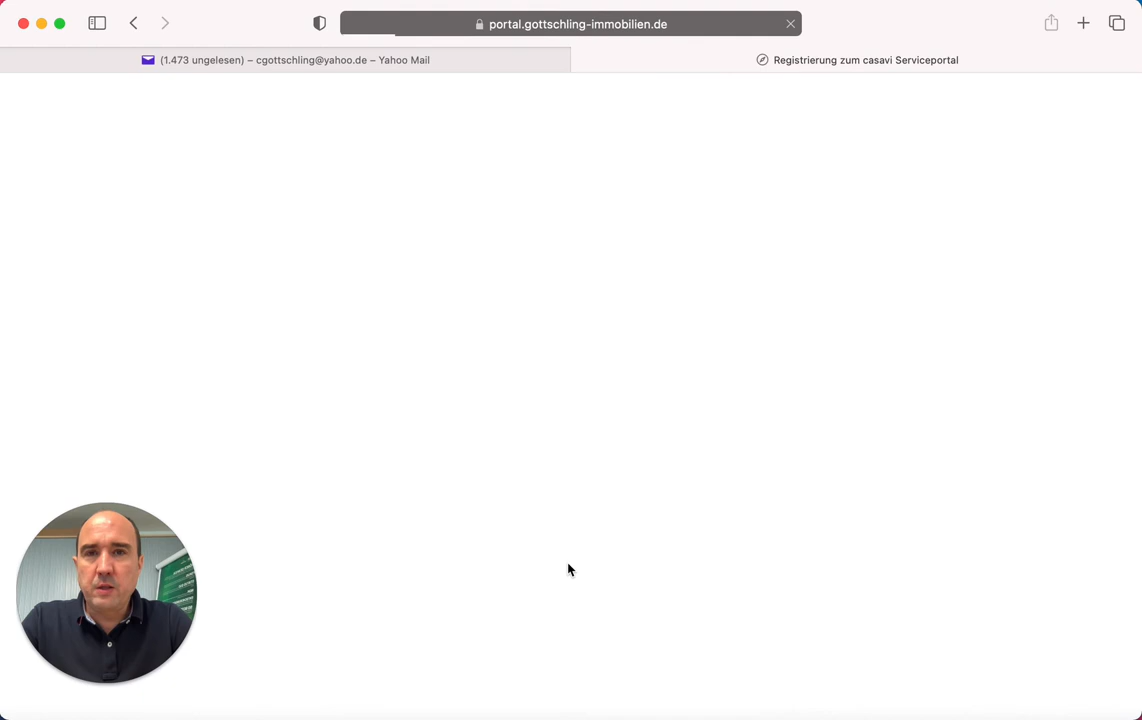 portal.gottschling-immobilien.de
(1.473 ungelesen) – cgottschling@yahoo.de – Yahoo Mail
Registrierung zum casavi Serviceportal